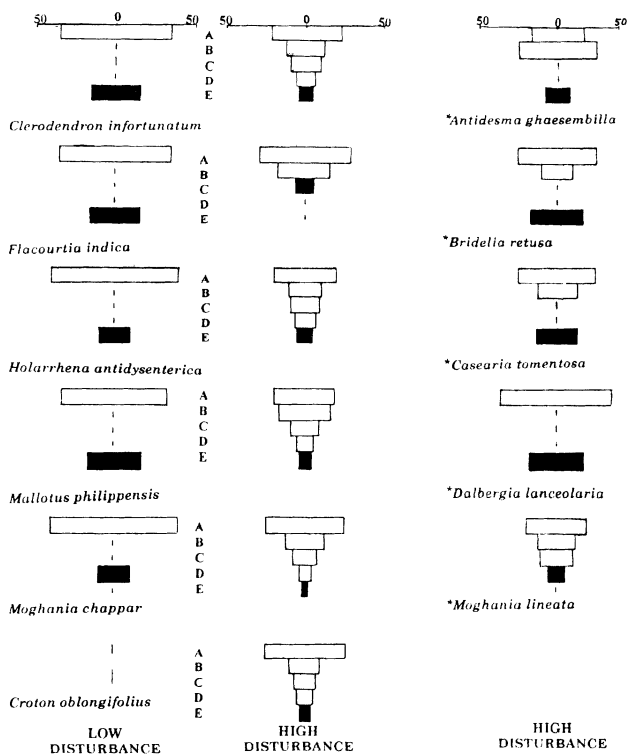 50 0 50 50 0 50 50 0 50
A
B
C
D
E
Clerodendron infortunatum *Antidesma ghaesembilla
A
B
C
D
E
Flacourtia indica *Bridelia retusa
A
B
C
D
E
Holarrhena antidysenterica *Casearia tomentosa
A
B
C
D
E
Mallotus philippensis *Dalbergia lanceolaria
A
B
C
D
E
Moghania chappar *Moghania lineata
A
B
C
D
E
Croton oblongifolius
LOW HIGH HIGH
DISTURBANCE DISTURBANCE DISTURBANCE